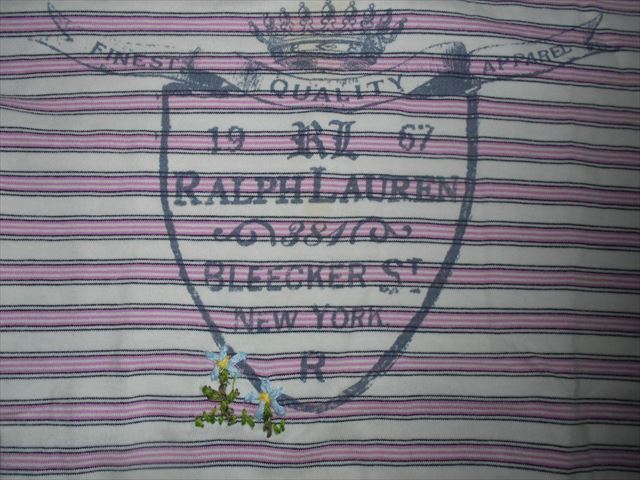 FINEST QUALITY APPAREL
19 RL 67
RALPH LAUREN
381
BLEECKER ST
NEW YORK.
R